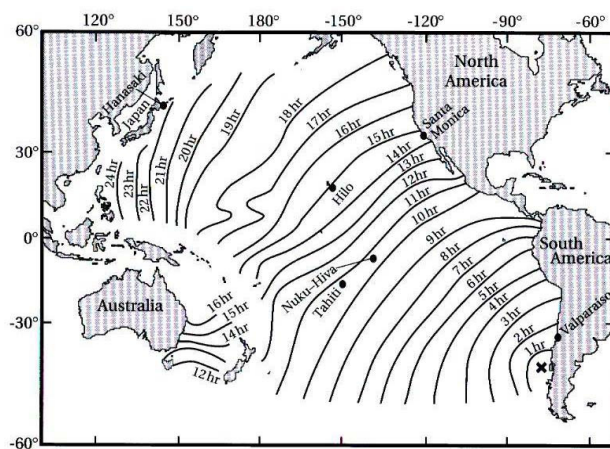 120° 150° 180° -150° -120° -90° -60°
60°
30°
0°
-30°
-60°
Hanasaki
Japan
North
America
Santa
Monica
Hilo
Nuku-Hiva
Tahiti
South
America
Valparaiso
Australia
24 hr
23 hr
22 hr
21 hr
20 hr
19 hr
18 hr
17 hr
16 hr
15 hr
14 hr
13 hr
12 hr
11 hr
10 hr
9 hr
8 hr
7 hr
6 hr
5 hr
4 hr
3 hr
2 hr
1 hr
16 hr
15 hr
14 hr
12 hr